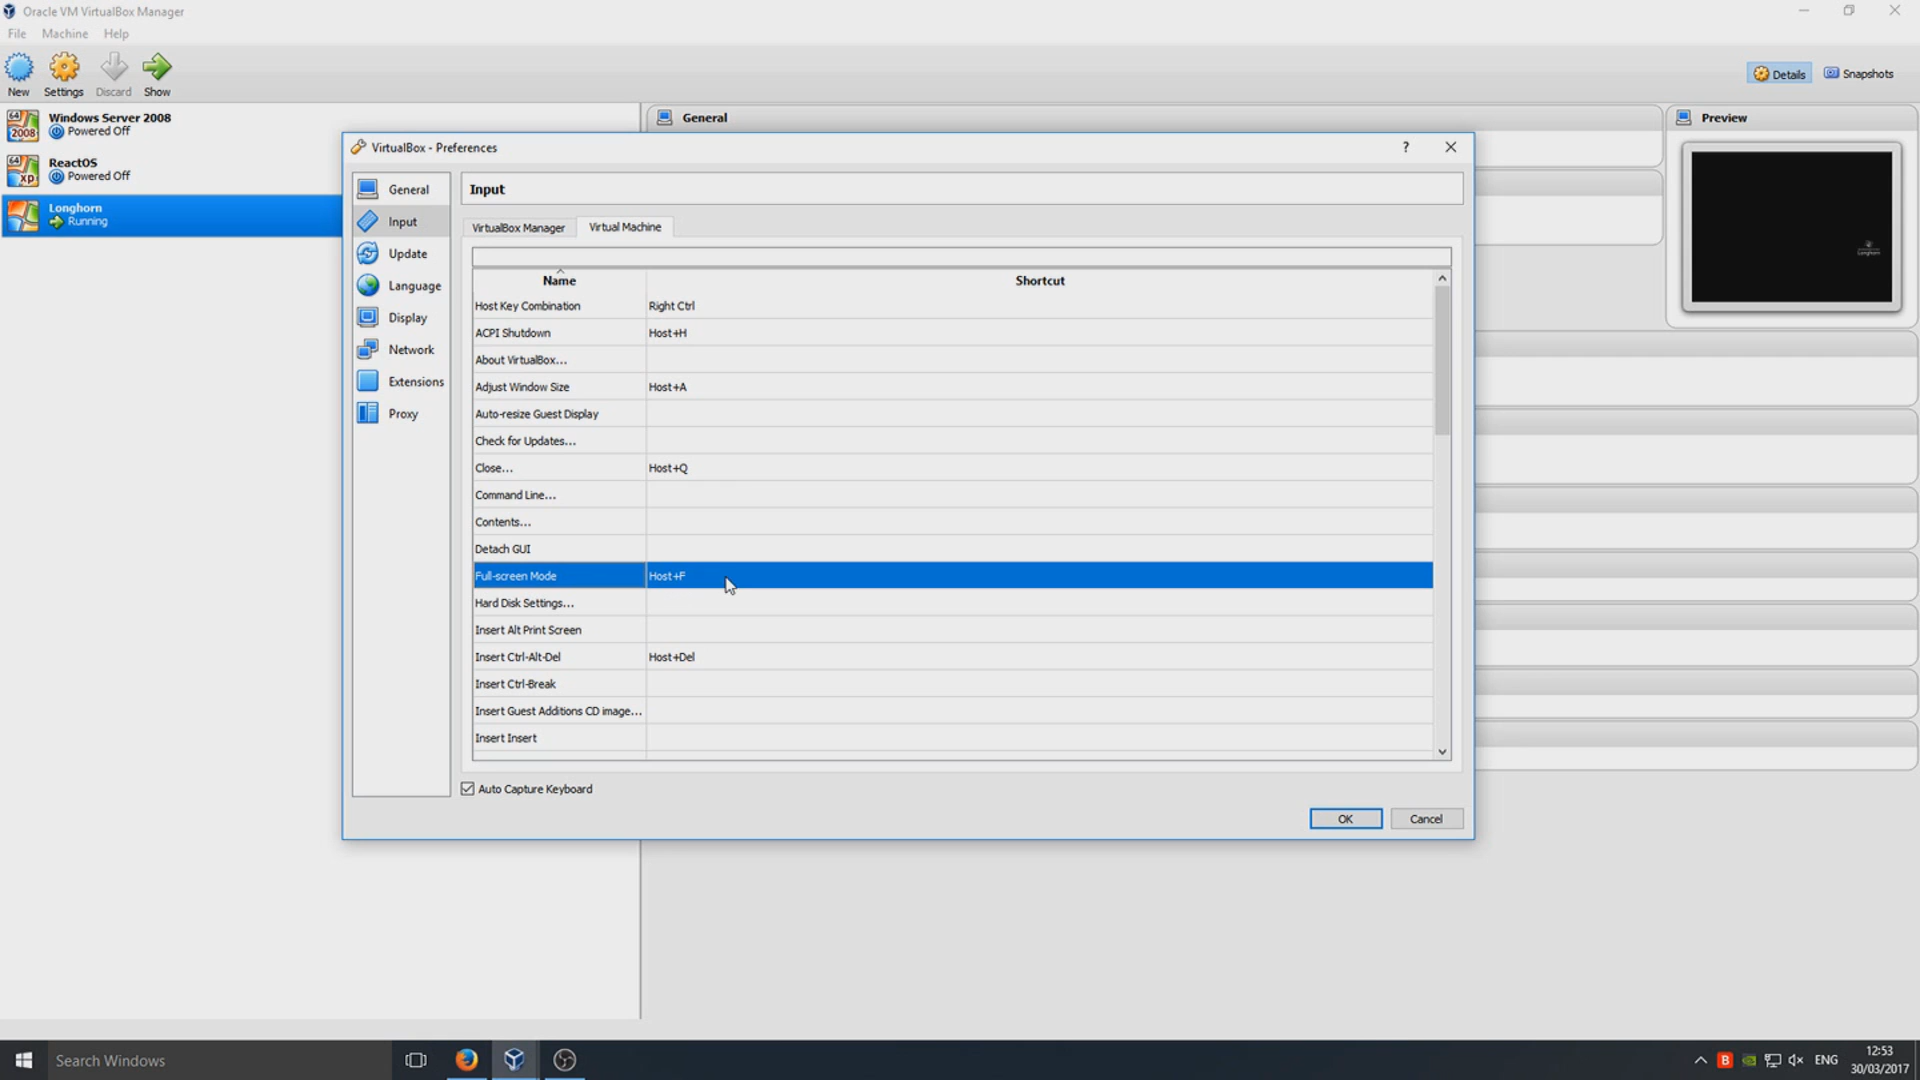 Oracle VM VirtualBox Manager
File Machine Help
New Settings Discard Show
Details Snapshots
64 2008 Windows Server 2008
Powered Off
64 XP ReactOS
Powered Off
Longhorn
Running
General
Preview
Longhorn
VirtualBox - Preferences
?
General
Input
Update
Language
Display
Network
Extensions
Proxy
Input
VirtualBox Manager Virtual Machine
Name Shortcut
Host Key Combination Right Ctrl
ACPI Shutdown Host+H
About VirtualBox...
Adjust Window Size Host+A
Auto-resize Guest Display
Check for Updates...
Close... Host+Q
Command Line...
Contents...
Detach GUI
Full-screen Mode Host+F
Hard Disk Settings...
Insert Alt Print Screen
Insert Ctrl-Alt-Del Host+Del
Insert Ctrl-Break
Insert Guest Additions CD image...
Insert Insert
Auto Capture Keyboard
OK Cancel
Search Windows
B
ENG
12:53
30/03/2017